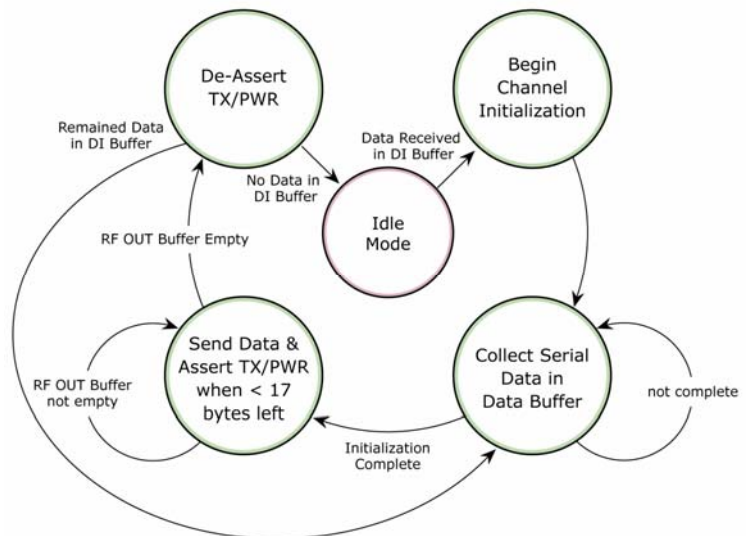 De-Assert
TX/PWR
Begin
Channel
Initialization
Remained Data
in DI Buffer
Data Received
in DI Buffer
No Data in
DI Buffer
Idle
Mode
RF OUT Buffer Empty
Send Data &
Assert TX/PWR
when < 17
bytes left
Collect Serial
Data in
Data Buffer
RF OUT Buffer
not empty
not complete
Initialization
Complete